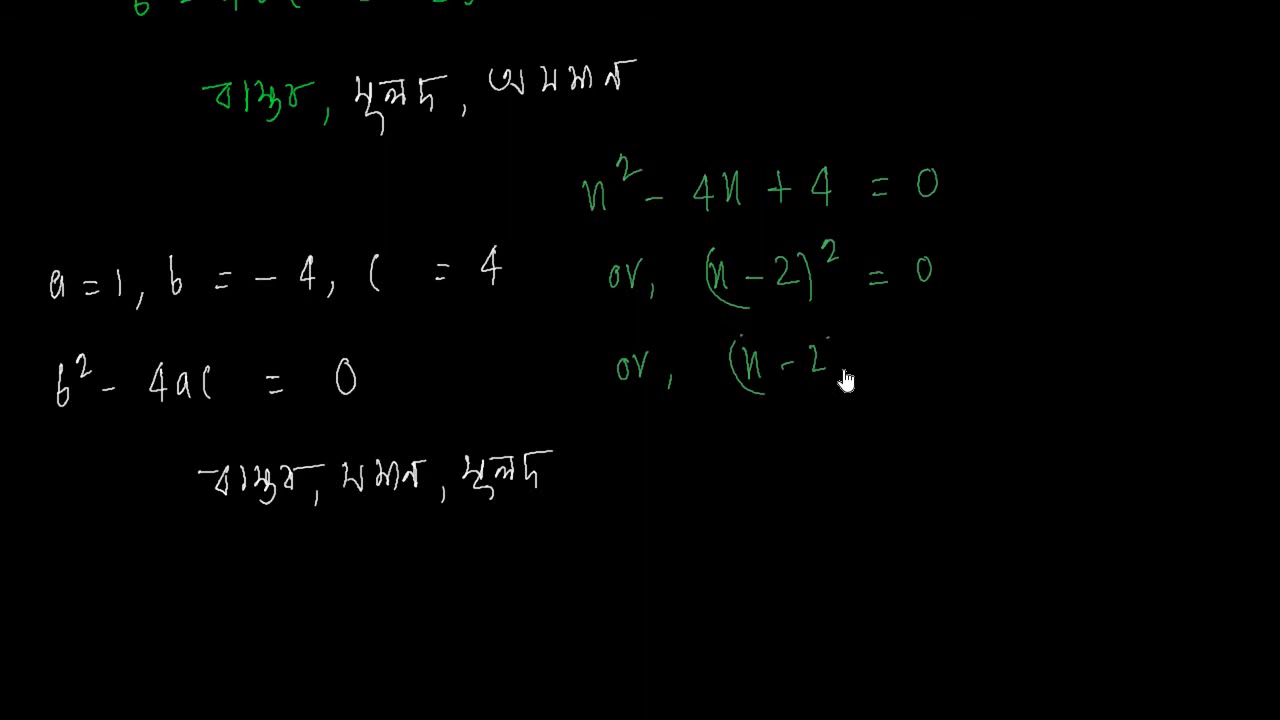 বাস্তব, মূলদ, অসমান
x² - 4x + 4 = 0
a = 1, b = - 4, c = 4
or, (x - 2)² = 0
b² - 4ac = 0
or, (x - 2)
বাস্তব, সমান, মূলদ